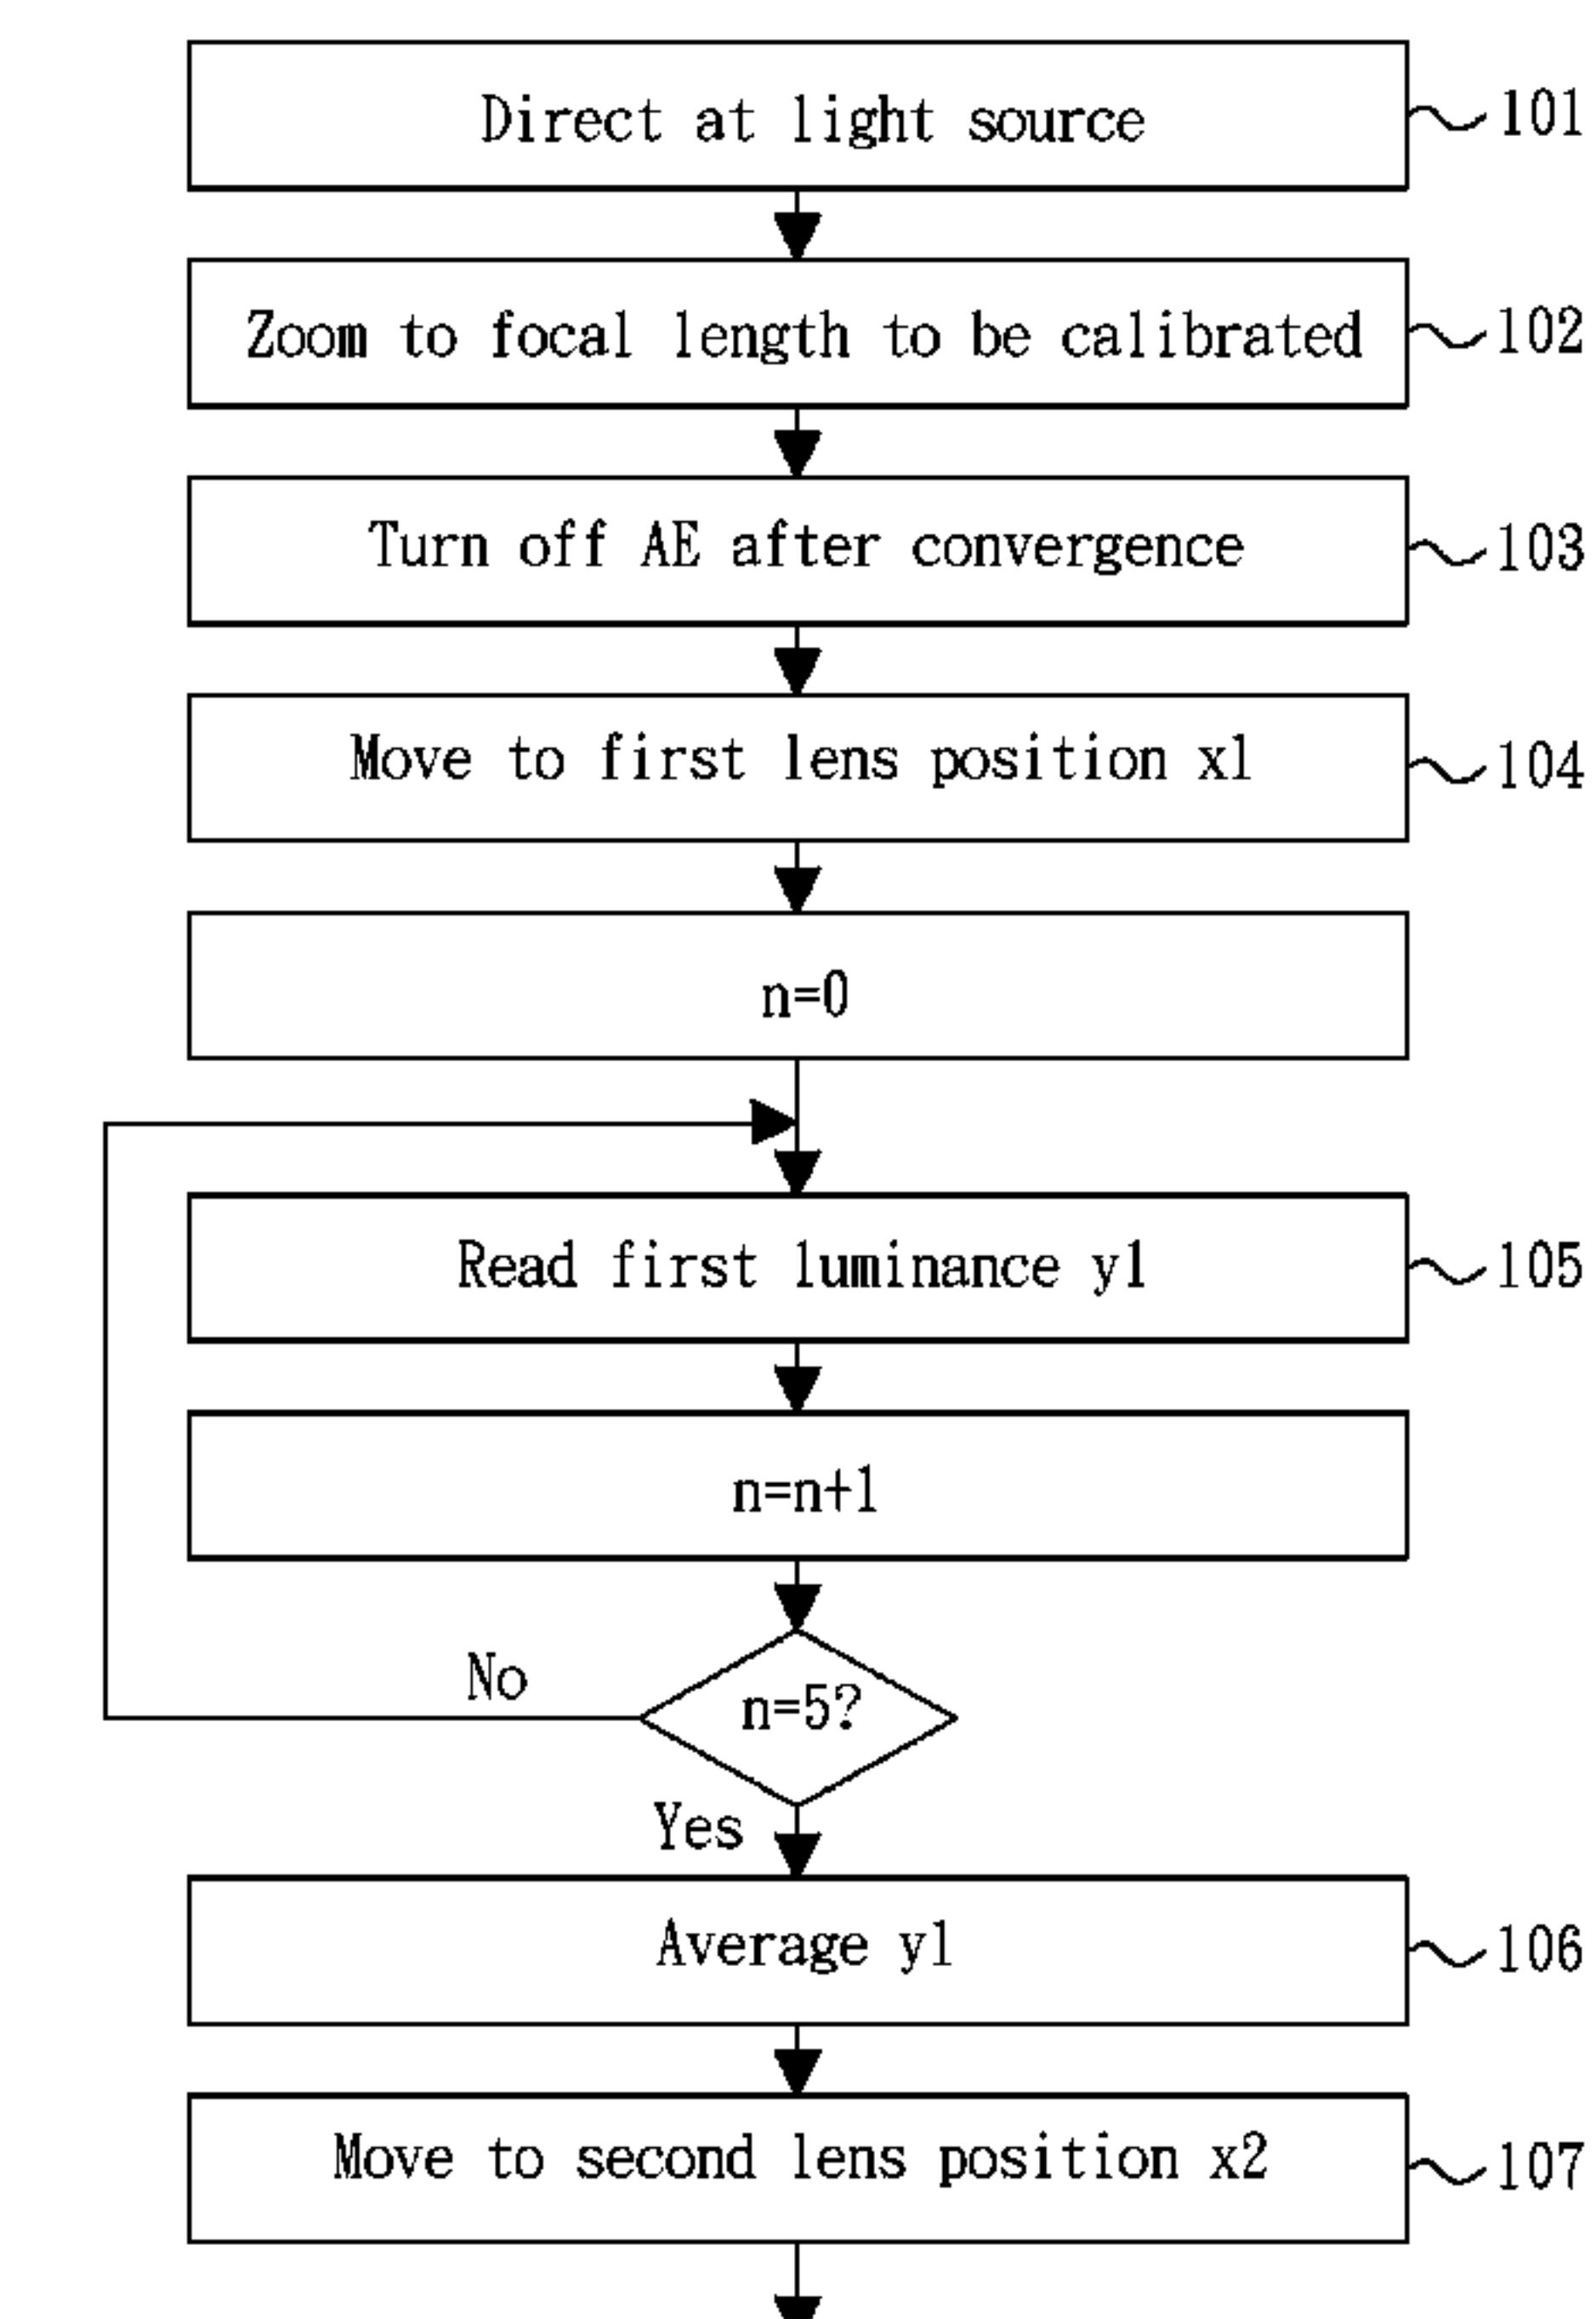 Direct at light source 101
Zoom to focal length to be calibrated 102
Turn off AE after convergence 103
Move to first lens position x1 104
n=0
Read first luminance y1 105
n=n+1
No
n=5?
Yes
Average y1 106
Move to second lens position x2 107